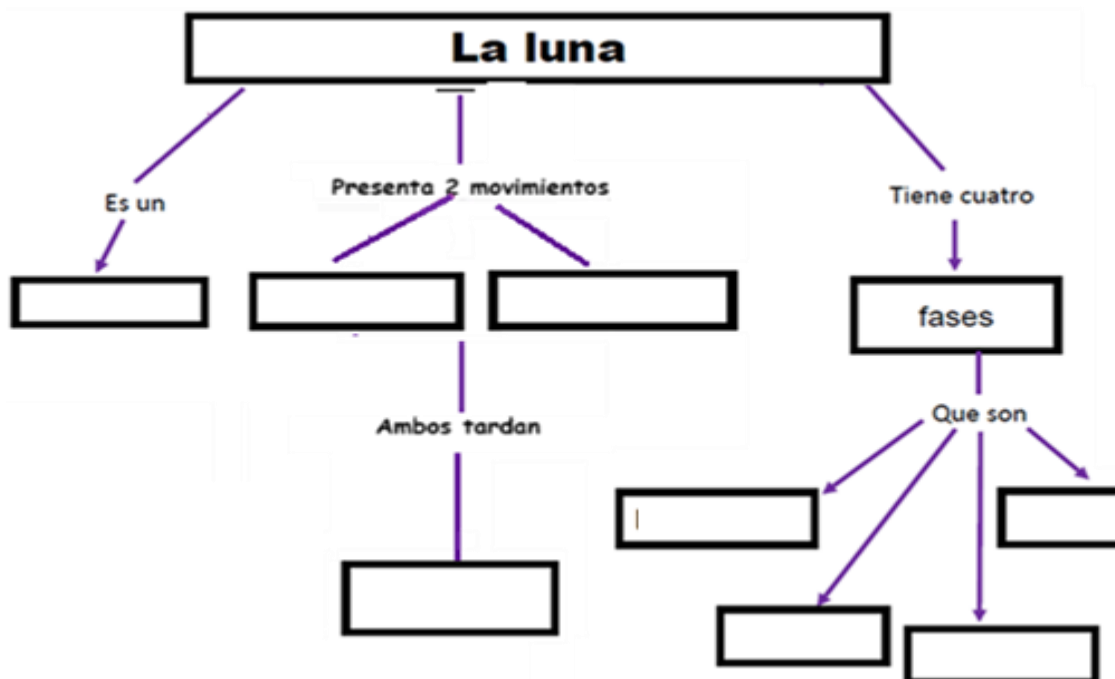 La luna
Es un
Presenta 2 movimientos
Tiene cuatro
fases
Ambos tardan
Que son